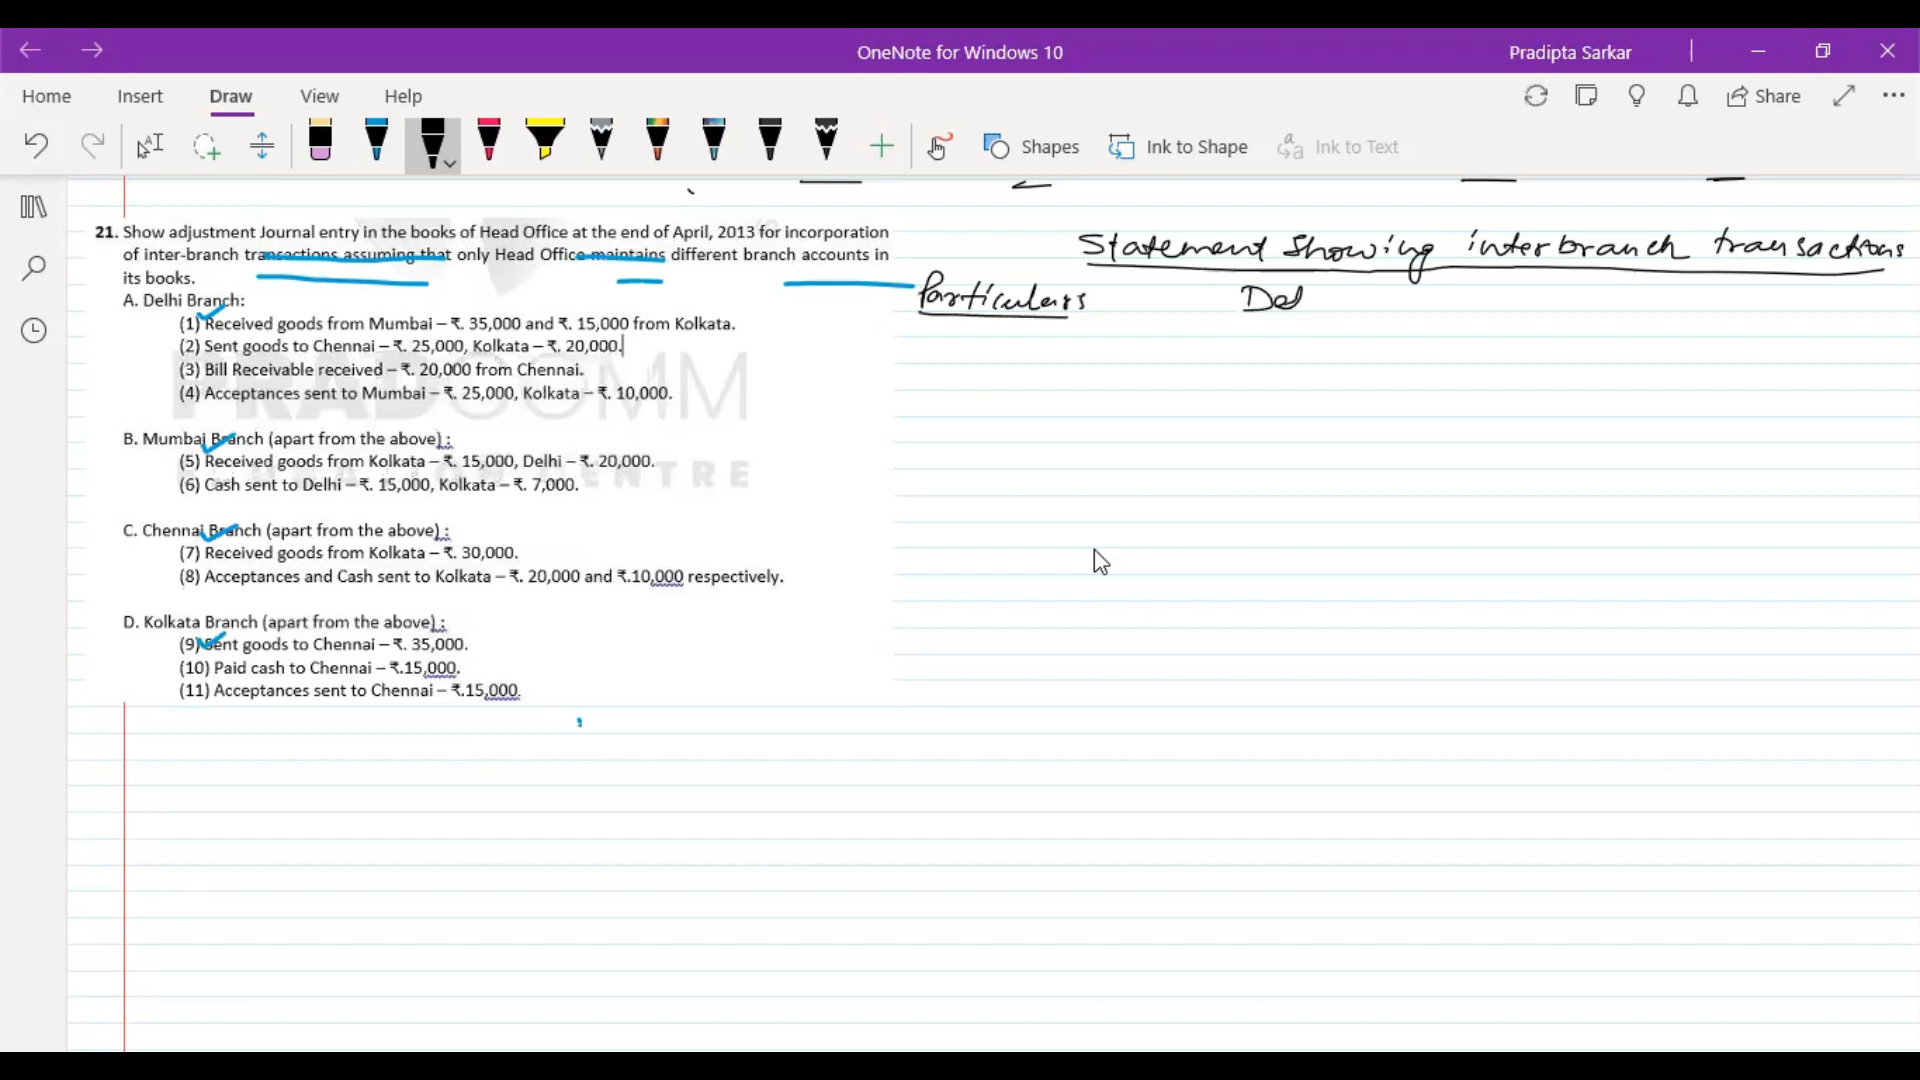 OneNote for Windows 10
Pradipta Sarkar
Home Insert Draw View Help
Share
Shapes Ink to Shape Ink to Text
21. Show adjustment Journal entry in the books of Head Office at the end of April, 2013 for incorporation
of inter-branch transactions assuming that only Head Office maintains different branch accounts in
its books.
A. Delhi Branch:
(1) Received goods from Mumbai – ₹. 35,000 and ₹. 15,000 from Kolkata.
(2) Sent goods to Chennai – ₹. 25,000, Kolkata – ₹. 20,000.
(3) Bill Receivable received – ₹. 20,000 from Chennai.
(4) Acceptances sent to Mumbai – ₹. 25,000, Kolkata – ₹. 10,000.
B. Mumbai Branch (apart from the above) :
(5) Received goods from Kolkata – ₹. 15,000, Delhi – ₹. 20,000.
(6) Cash sent to Delhi – ₹. 15,000, Kolkata – ₹. 7,000.
C. Chennai Branch (apart from the above) :
(7) Received goods from Kolkata – ₹. 30,000.
(8) Acceptances and Cash sent to Kolkata – ₹. 20,000 and ₹.10,000 respectively.
D. Kolkata Branch (apart from the above) :
(9) Sent goods to Chennai – ₹. 35,000.
(10) Paid cash to Chennai – ₹.15,000.
(11) Acceptances sent to Chennai – ₹.15,000.
Statement showing interbranch transactions
Particulars Del